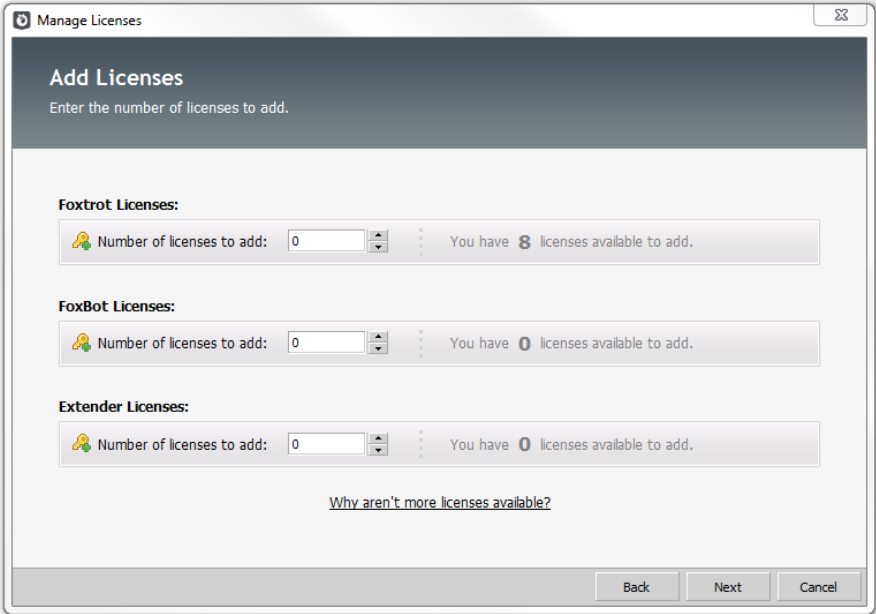 Manage Licenses
Add Licenses
Enter the number of licenses to add.
Foxtrot Licenses:
Number of licenses to add: 0 You have 8 licenses available to add.
FoxBot Licenses:
Number of licenses to add: 0 You have 0 licenses available to add.
Extender Licenses:
Number of licenses to add: 0 You have 0 licenses available to add.
Why aren't more licenses available?
Back Next Cancel